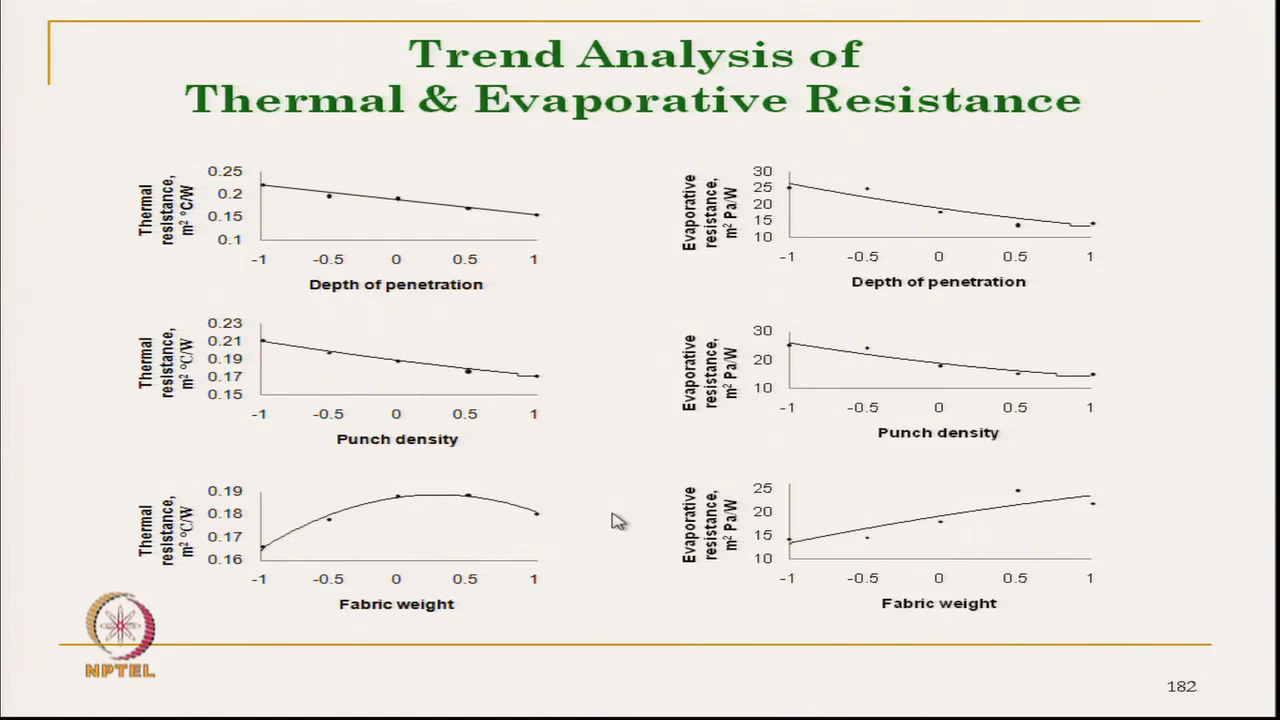 Trend Analysis of
Thermal & Evaporative Resistance
Thermal
resistance,
m² °C/W
0.25
0.2
0.15
0.1
-1 -0.5 0 0.5 1
Depth of penetration
Evaporative
resistance,
m² Pa/W
30
25
20
15
10
-1 -0.5 0 0.5 1
Depth of penetration
Thermal
resistance,
m² °C/W
0.23
0.21
0.19
0.17
0.15
-1 -0.5 0 0.5 1
Punch density
Evaporative
resistance,
m² Pa/W
30
20
10
-1 -0.5 0 0.5 1
Punch density
Thermal
resistance,
m² °C/W
0.19
0.18
0.17
0.16
-1 -0.5 0 0.5 1
Fabric weight
Evaporative
resistance,
m² Pa/W
25
20
15
10
-1 -0.5 0 0.5 1
Fabric weight
NPTEL
182